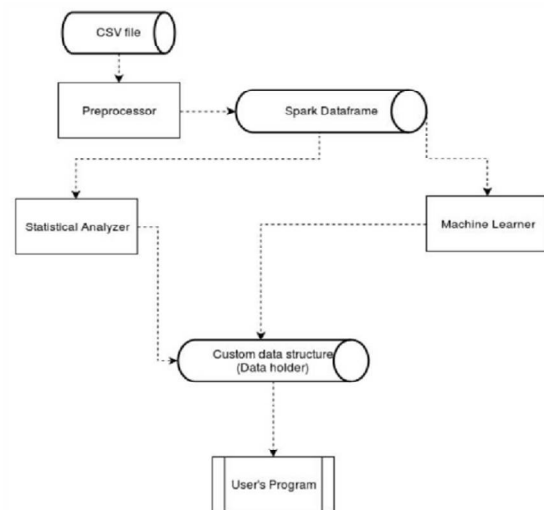 CSV file
Preprocessor
Spark Dataframe
Statistical Analyzer
Machine Learner
Custom data structure
(Data holder)
User's Program